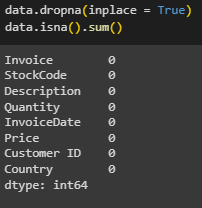 data.dropna(inplace = True)
data.isna().sum()
Invoice 0
StockCode 0
Description 0
Quantity 0
InvoiceDate 0
Price 0
Customer ID 0
Country 0
dtype: int64